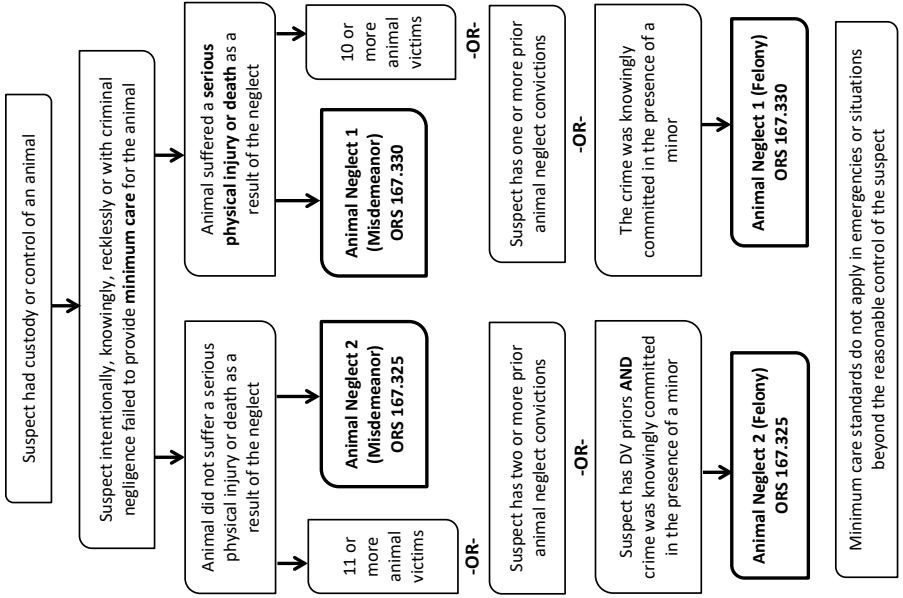 Suspect had custody or control of an animal
Suspect intentionally, knowingly, recklessly or with criminal
negligence failed to provide minimum care for the animal
Animal did not suffer a serious
physical injury or death as a
result of the neglect
Animal suffered a serious
physical injury or death as a
result of the neglect
11 or
more
animal
victims
Animal Neglect 2
(Misdemeanor)
ORS 167.325
Animal Neglect 1
(Misdemeanor)
ORS 167.330
10 or
more
animal
victims
-OR-
-OR-
Suspect has two or more prior
animal neglect convictions
Suspect has one or more prior
animal neglect convictions
-OR-
-OR-
Suspect has DV priors AND
crime was knowingly committed
in the presence of a minor
The crime was knowingly
committed in the presence of a
minor
Animal Neglect 2 (Felony)
ORS 167.325
Animal Neglect 1 (Felony)
ORS 167.330
Minimum care standards do not apply in emergencies or situations
beyond the reasonable control of the suspect